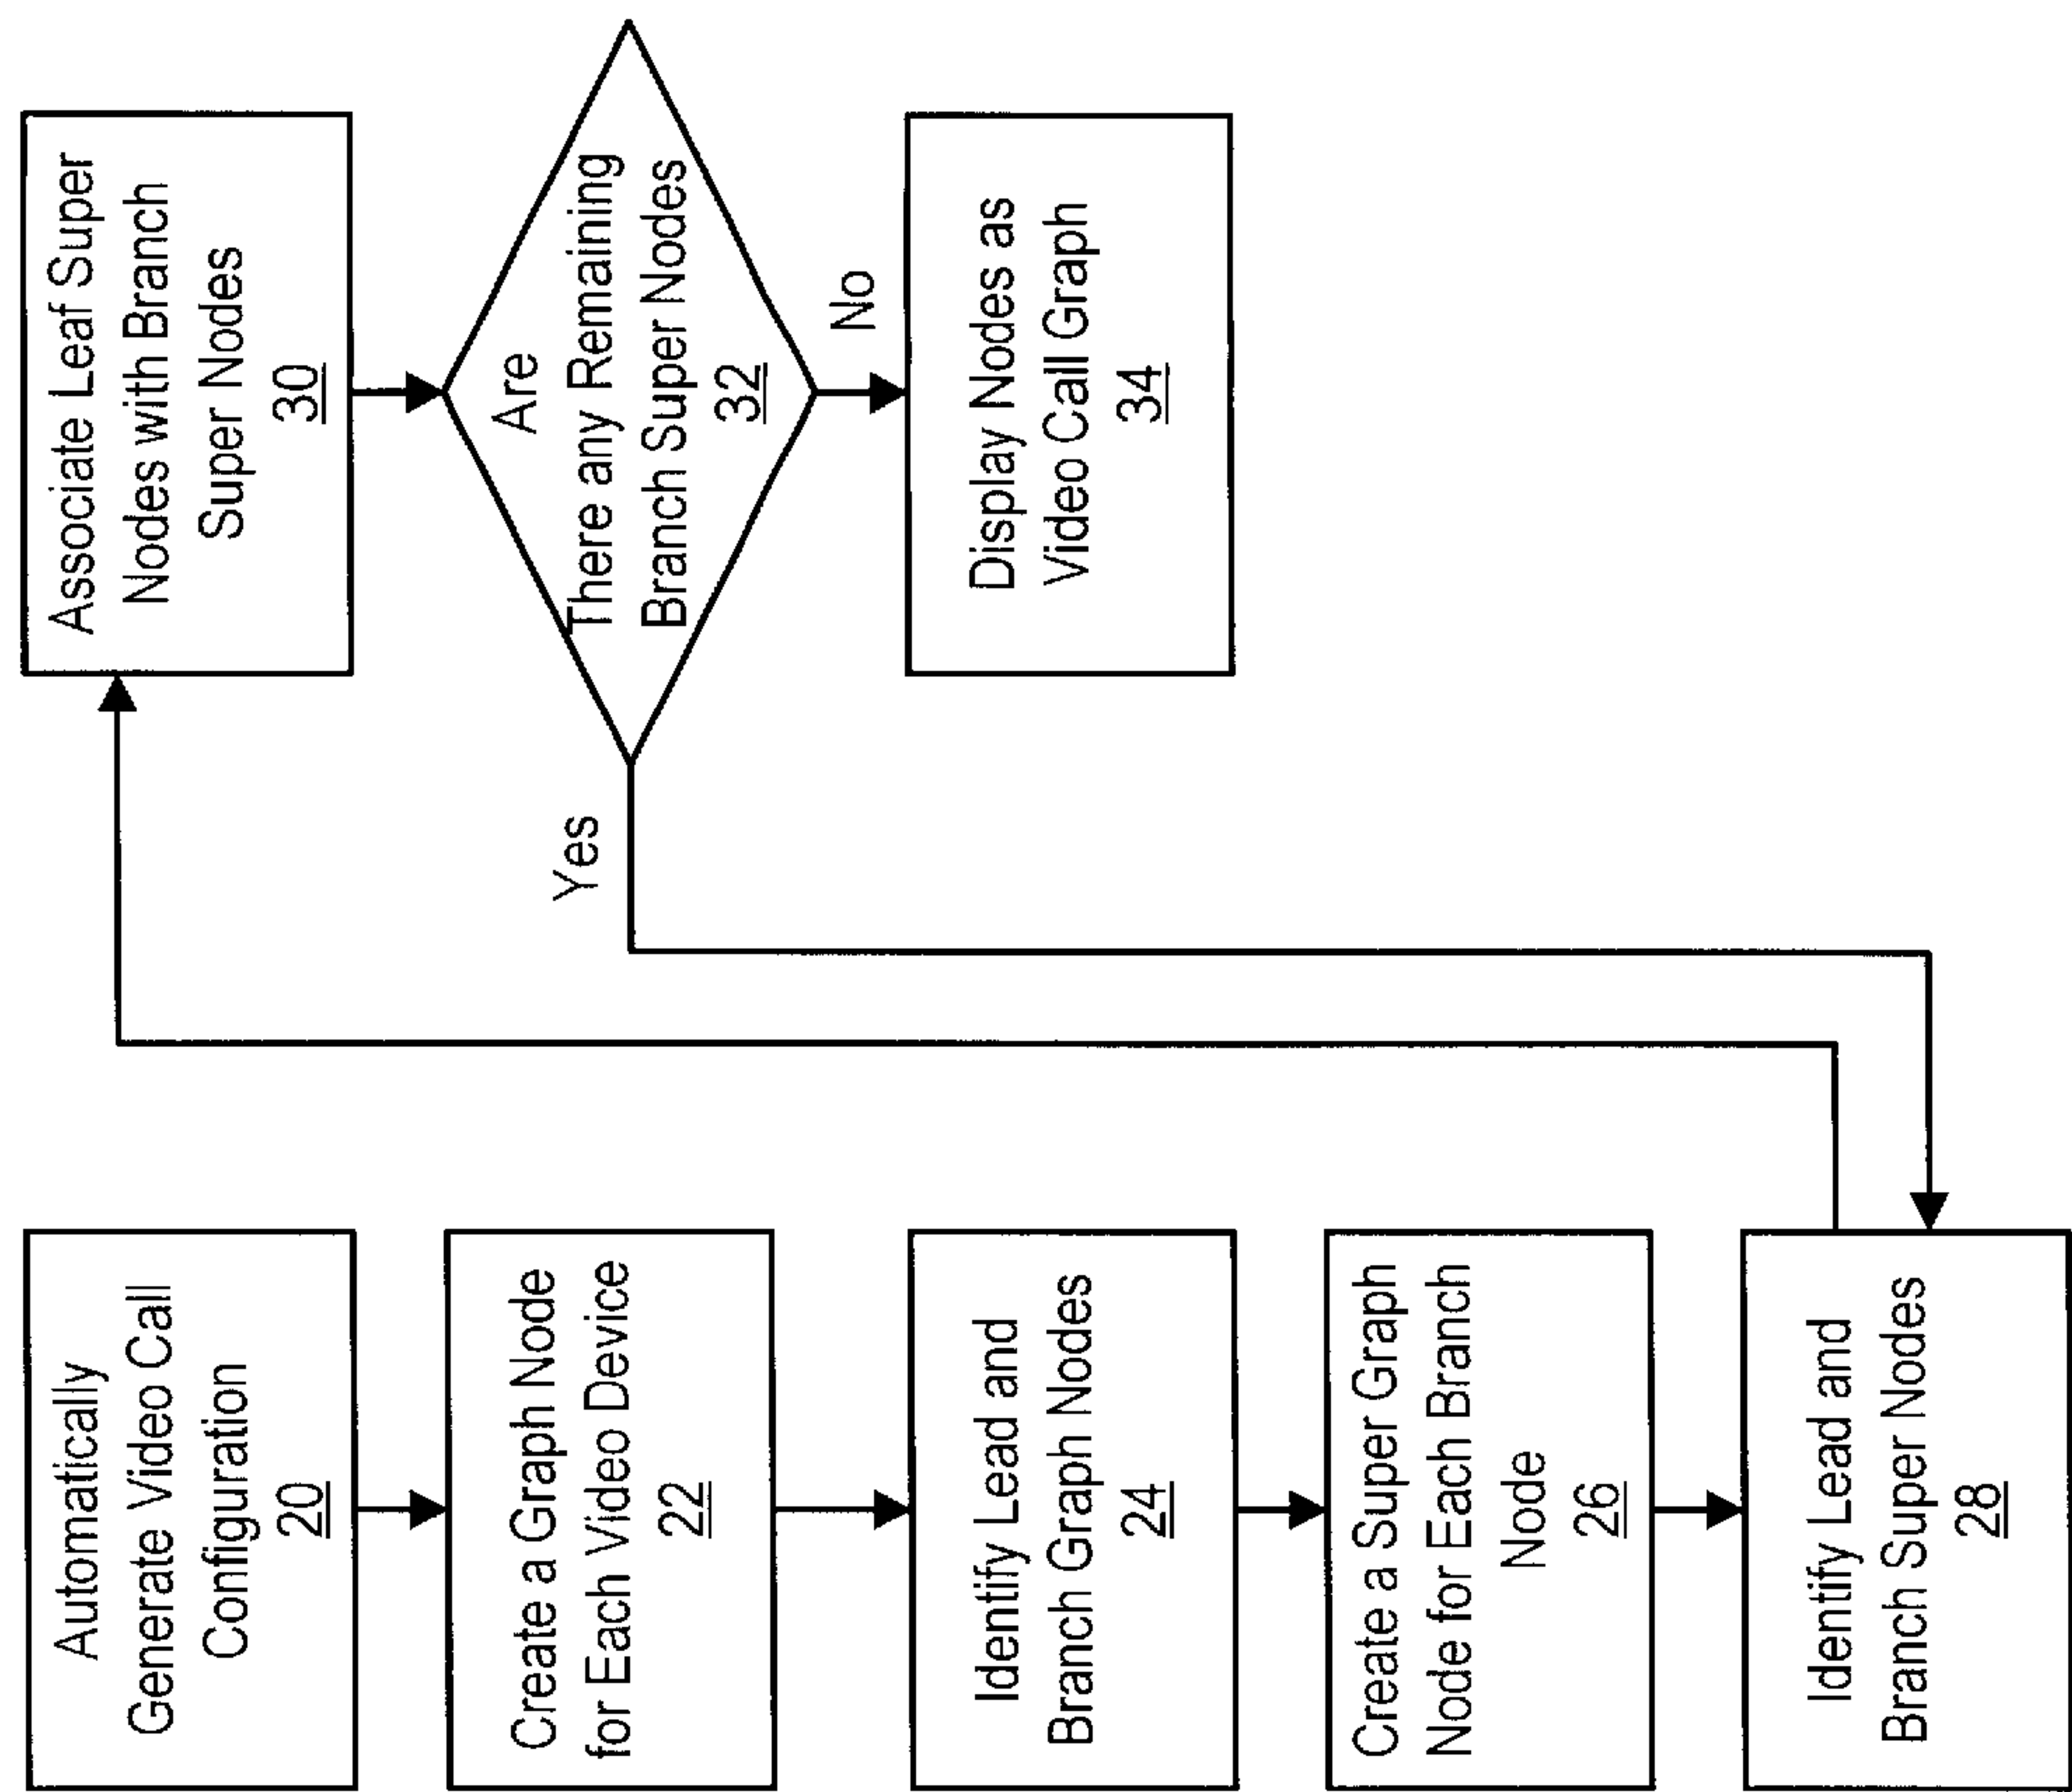 Automatically
Generate Video Call
Configuration
20
Create a Graph Node
for Each Video Device
22
Identify Lead and
Branch Graph Nodes
24
Create a Super Graph
Node for Each Branch
Node
26
Identify Lead and
Branch Super Nodes
28
Associate Leaf Super
Nodes with Branch
Super Nodes
30
Are
There any Remaining
Branch Super Nodes
32
Yes
No
Display Nodes as
Video Call Graph
34